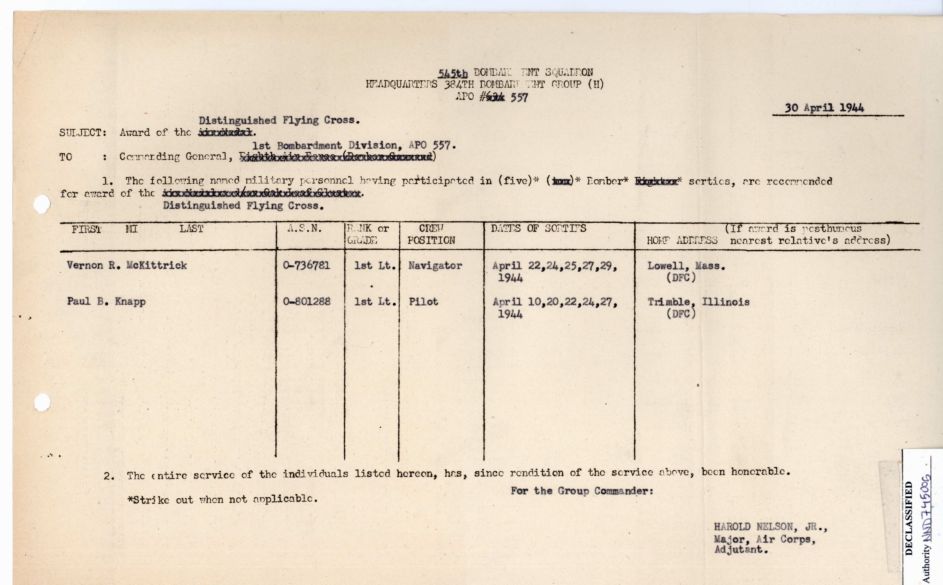 545th BOMBARDMENT SQUADRON
HEADQUARTERS 384TH BOMBARDMENT GROUP (H)
APO # 557
30 April 1944
Distinguished Flying Cross.
SUBJECT: Award of the
1st Bombardment Division, APO 557.
TO : Commanding General,
1. The following named military personnel having participated in (five)* ( )* Bomber* * sorties, are recommended
for award of the
Distinguished Flying Cross.
FIRST MI LAST A.S.N. RANK or GRADE CREW POSITION DATES OF SORTIES HOME ADDRESS (If award is posthumous nearest relative's address)
Vernon R. McKittrick O-736781 1st Lt. Navigator April 22,24,25,27,29, Lowell, Mass.
1944 (DFC)
Paul B. Knapp O-801288 1st Lt. Pilot April 10,20,22,24,27, Trimble, Illinois
1944 (DFC)
2. The entire service of the individuals listed hereon, has, since rendition of the service above, been honorable.
*Strike out when not applicable.
For the Group Commander:
HAROLD NELSON, JR.,
Major, Air Corps,
Adjutant.
DECLASSIFIED
Authority NND745006